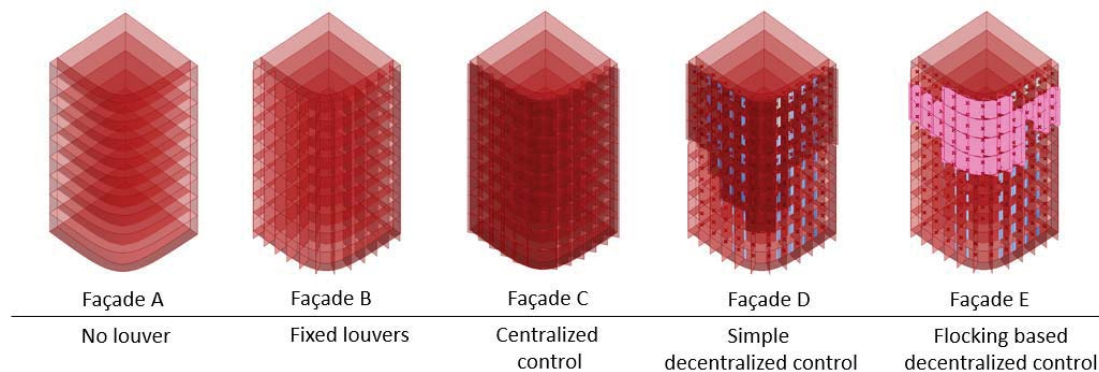 Façade A
Façade B
Façade C
Façade D
Façade E
No louver
Fixed louvers
Centralized
control
Simple
decentralized control
Flocking based
decentralized control